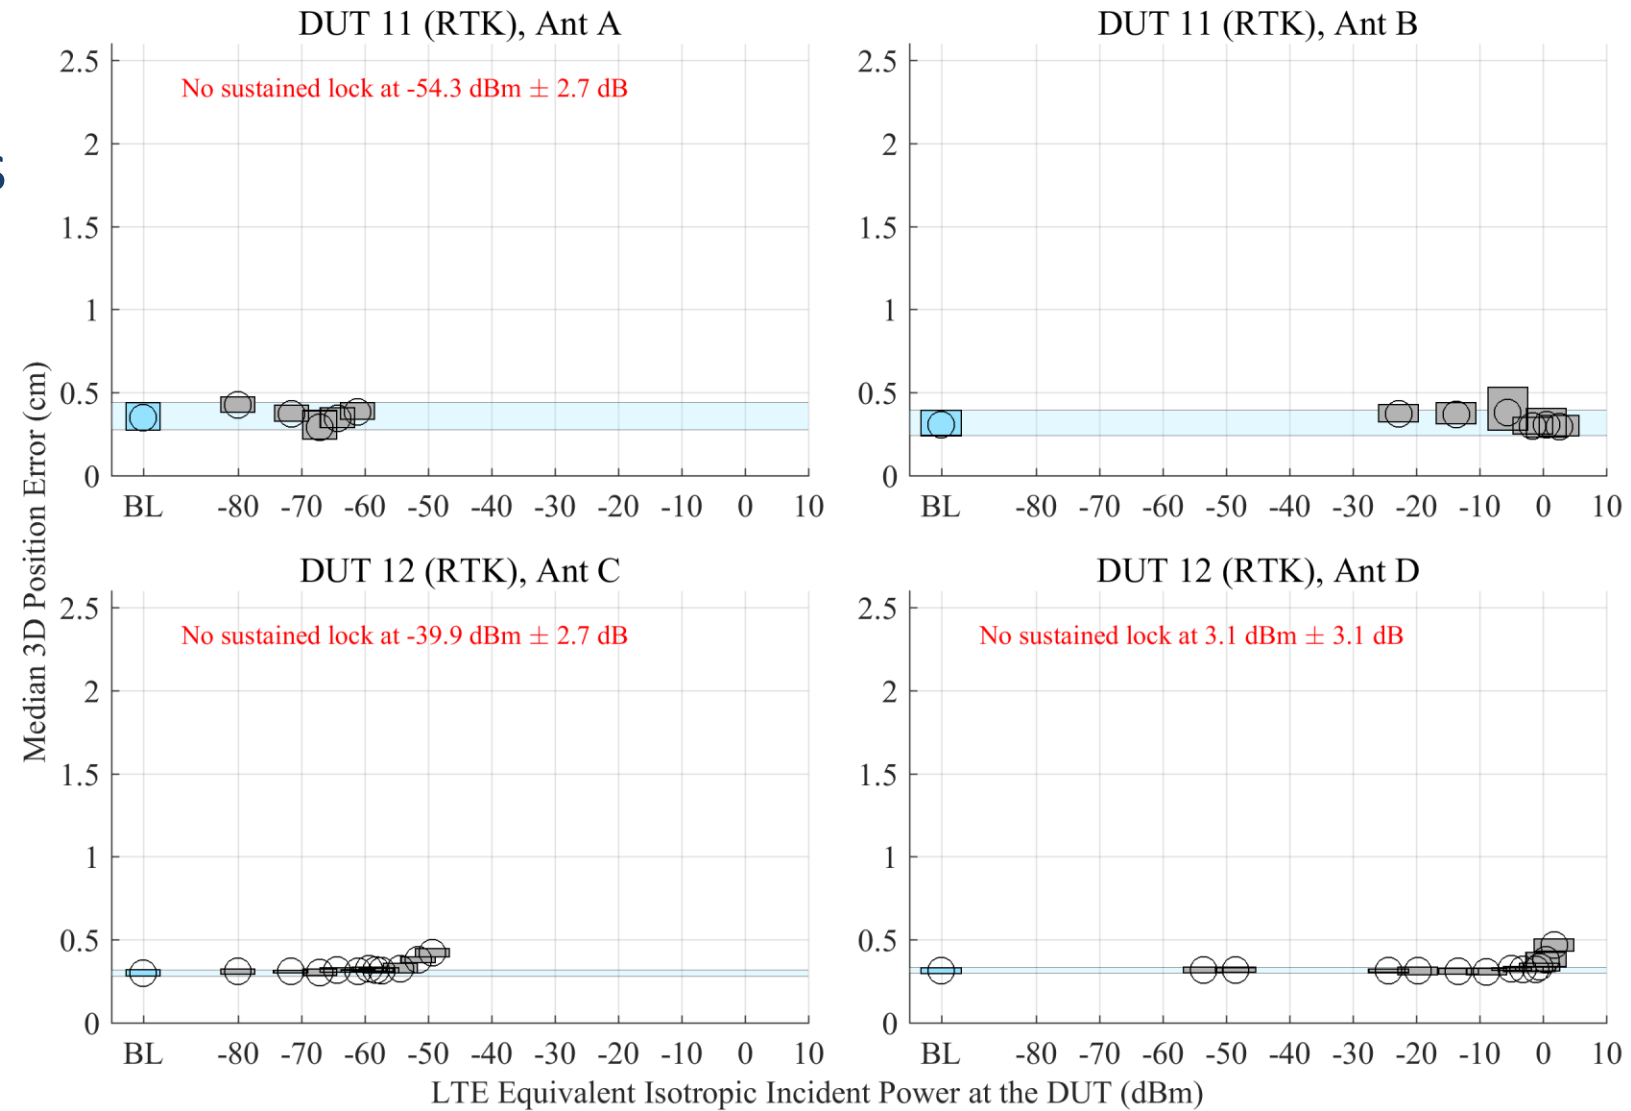 DUT 11 (RTK), Ant A
DUT 11 (RTK), Ant B
2.5
No sustained lock at -54.3 dBm ± 2.7 dB
2
1.5
1
0.5
0
BL -80 -70 -60 -50 -40 -30 -20 -10 0 10
2.5
2
1.5
1
0.5
0
BL -80 -70 -60 -50 -40 -30 -20 -10 0 10
s
Median 3D Position Error (cm)
DUT 12 (RTK), Ant C
DUT 12 (RTK), Ant D
2.5
No sustained lock at -39.9 dBm ± 2.7 dB
2
1.5
1
0.5
0
BL -80 -70 -60 -50 -40 -30 -20 -10 0 10
2.5
No sustained lock at 3.1 dBm ± 3.1 dB
2
1.5
1
0.5
0
BL -80 -70 -60 -50 -40 -30 -20 -10 0 10
LTE Equivalent Isotropic Incident Power at the DUT (dBm)